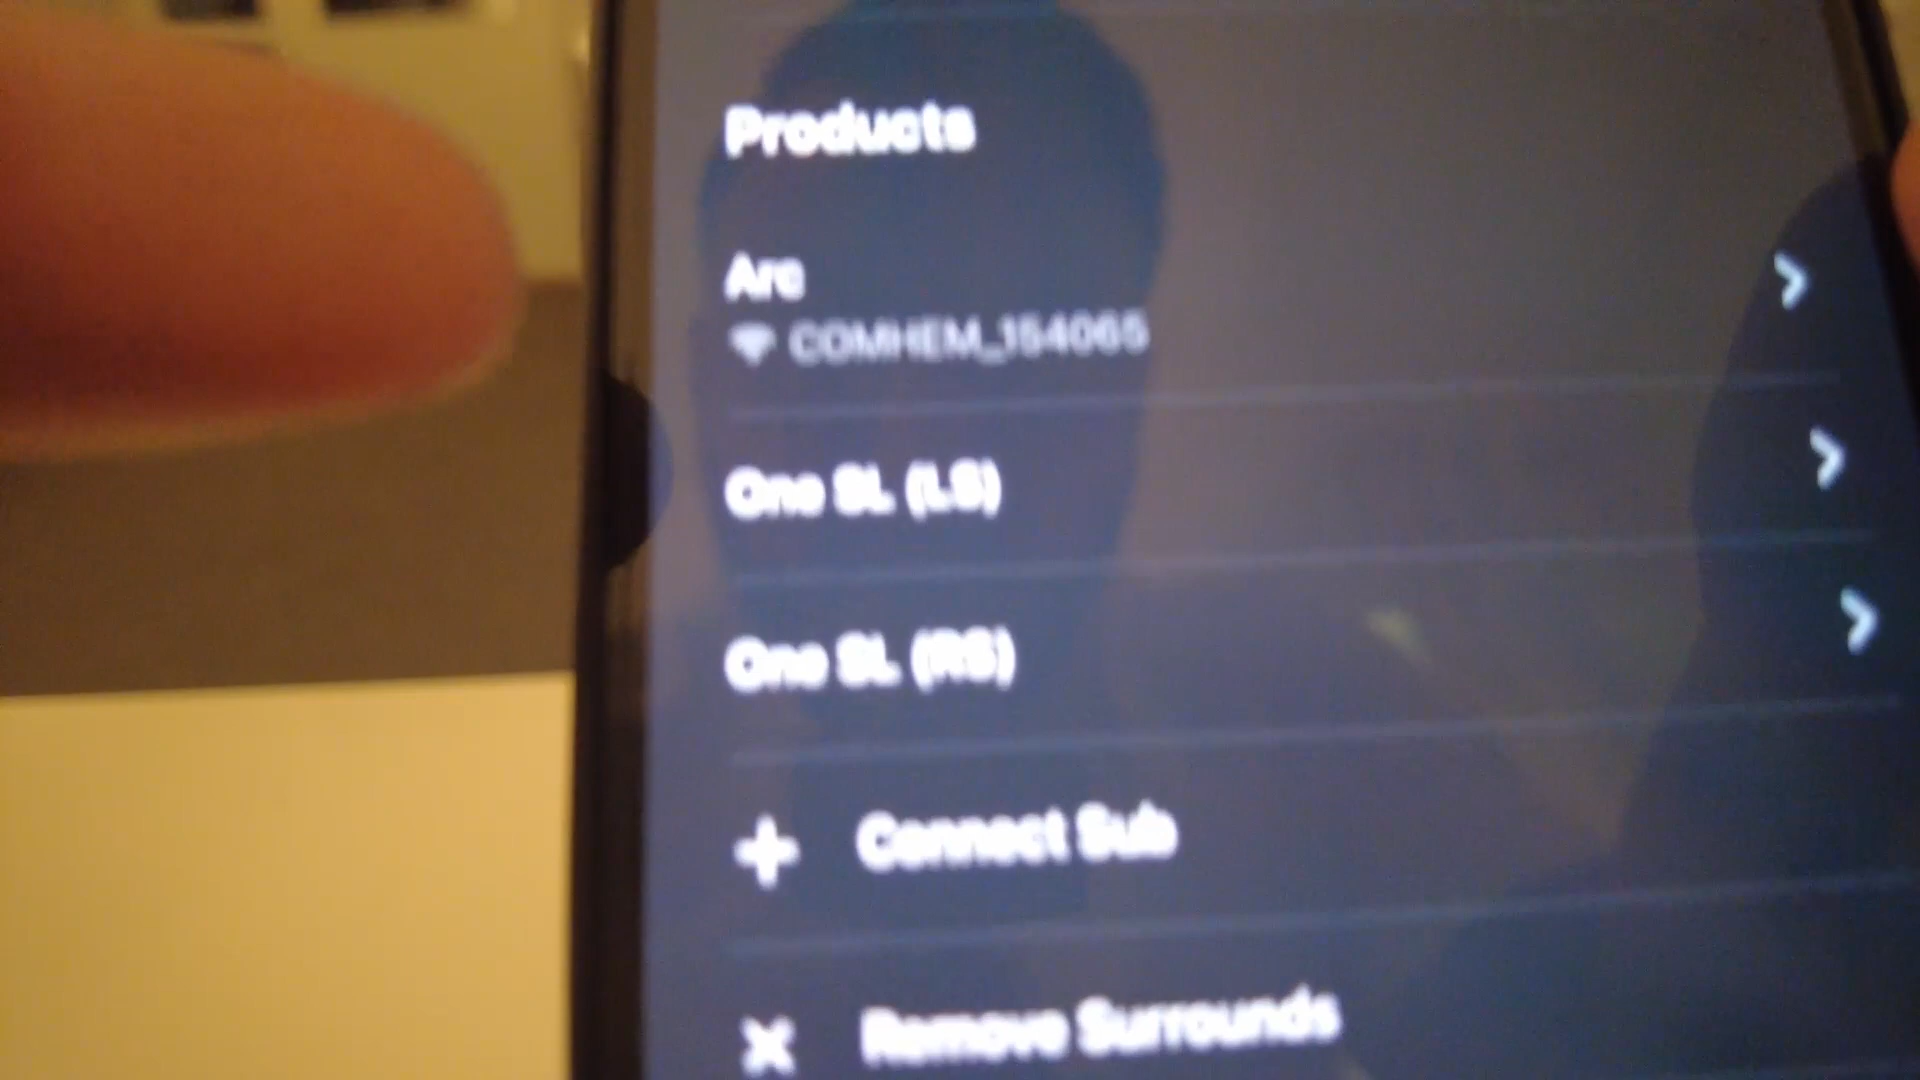 Products
Arc
COMHEM_154065
One SL (LS)
One SL (RS)
Connect Sub
Remove Surrounds